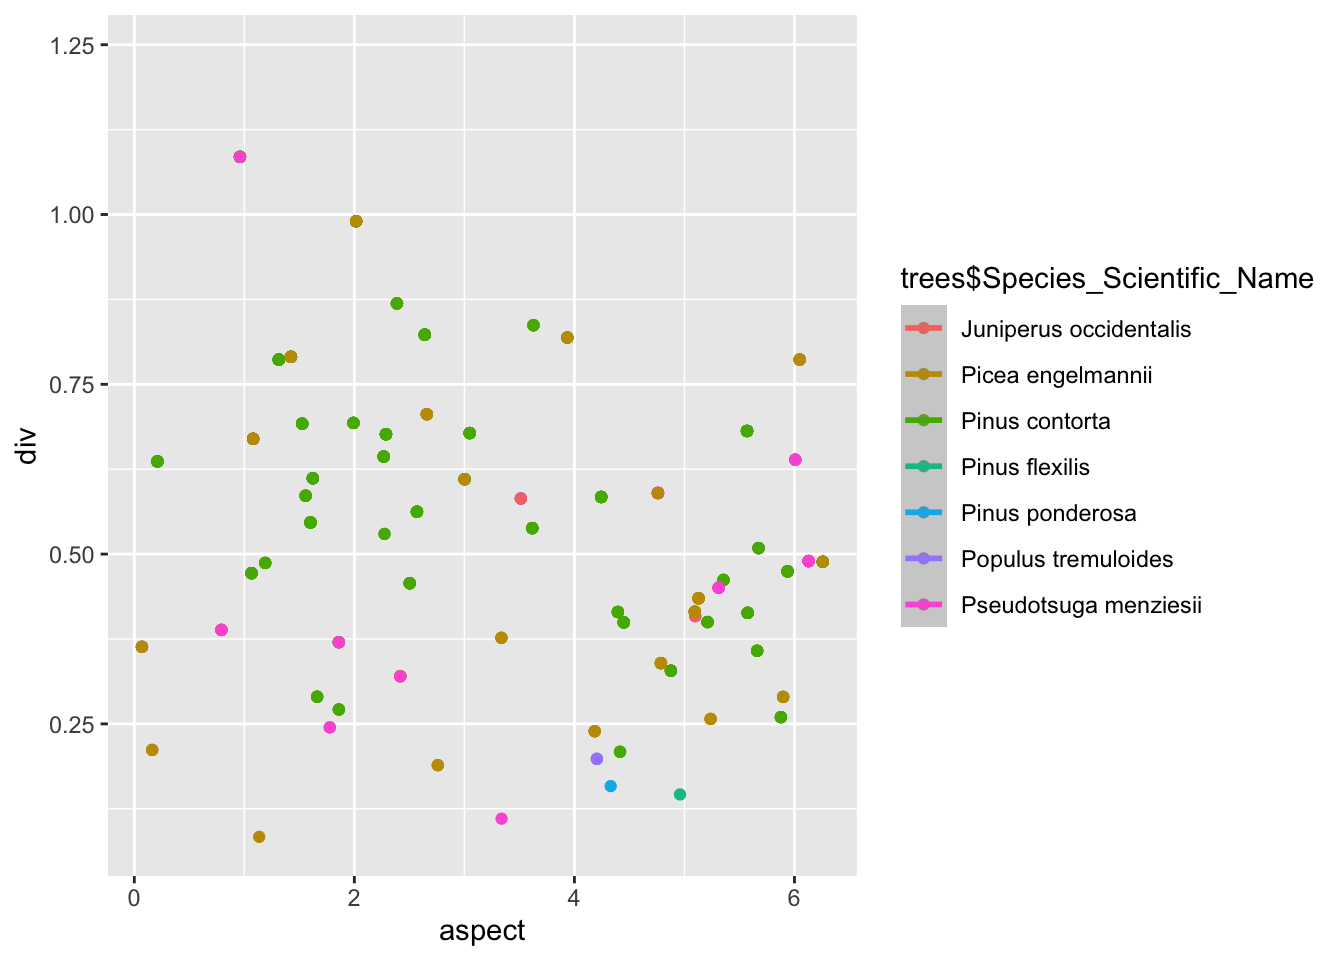 1.25
1.00
0.75
0.50
0.25
div
0 2 4 6
aspect
trees$Species_Scientific_Name
Juniperus occidentalis
Picea engelmannii
Pinus contorta
Pinus flexilis
Pinus ponderosa
Populus tremuloides
Pseudotsuga menziesii